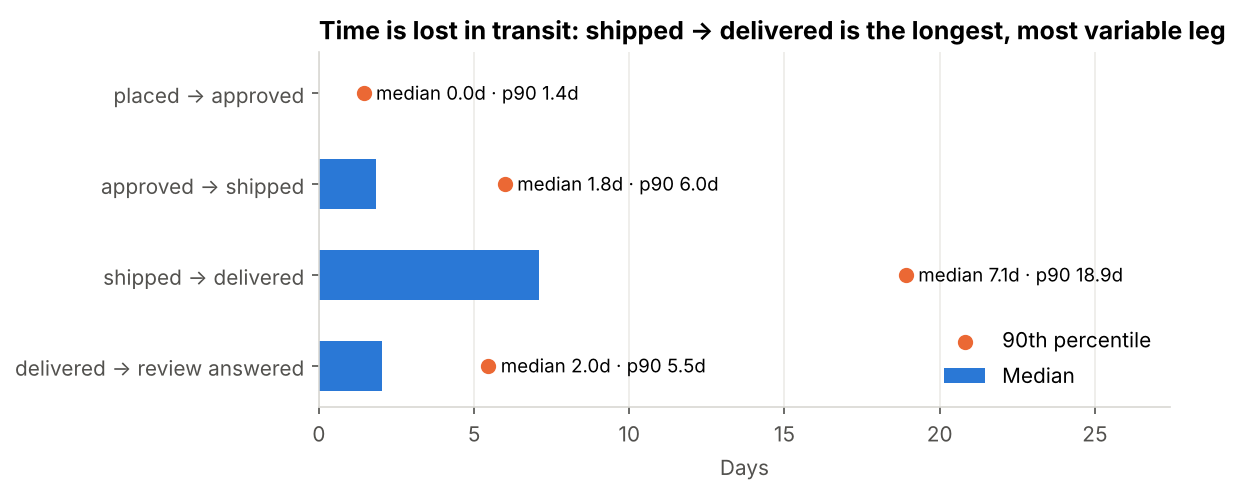 Time is lost in transit: shipped → delivered is the longest, most variable leg
placed → approved
median 0.0d · p90 1.4d
approved → shipped
median 1.8d · p90 6.0d
shipped → delivered
median 7.1d · p90 18.9d
delivered → review answered
median 2.0d · p90 5.5d
90th percentile
Median
0 5 10 15 20 25
Days